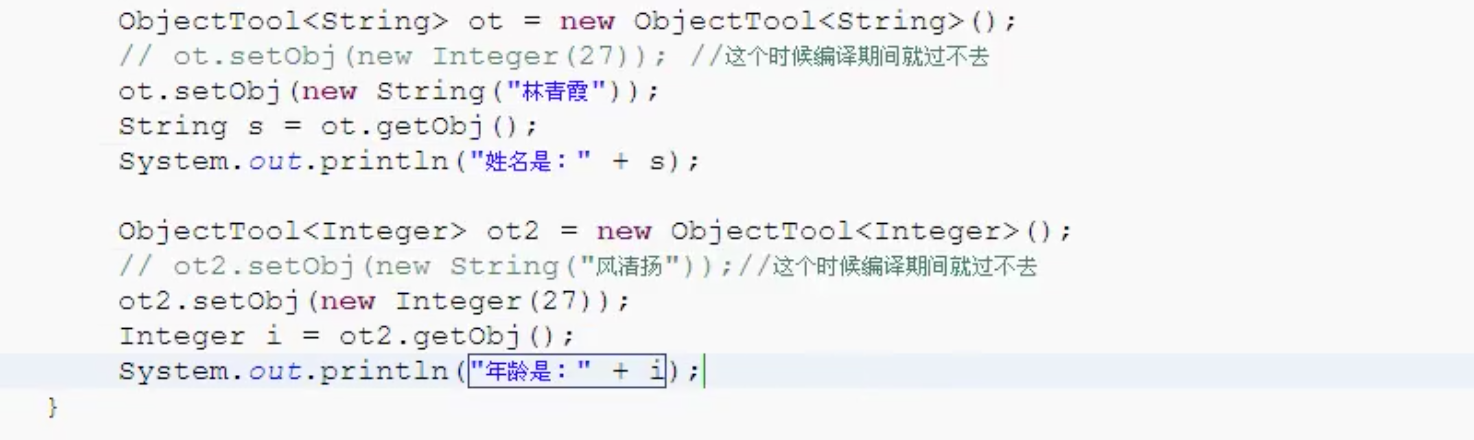 ObjectTool<String> ot = new ObjectTool<String>();
// ot.setObj(new Integer(27)); //这个时候编译期间就过不去
ot.setObj(new String("林青霞"));
String s = ot.getObj();
System.out.println("姓名是：" + s);
ObjectTool<Integer> ot2 = new ObjectTool<Integer>();
// ot2.setObj(new String("风清扬"));//这个时候编译期间就过不去
ot2.setObj(new Integer(27));
Integer i = ot2.getObj();
System.out.println("年龄是：" + i);
}